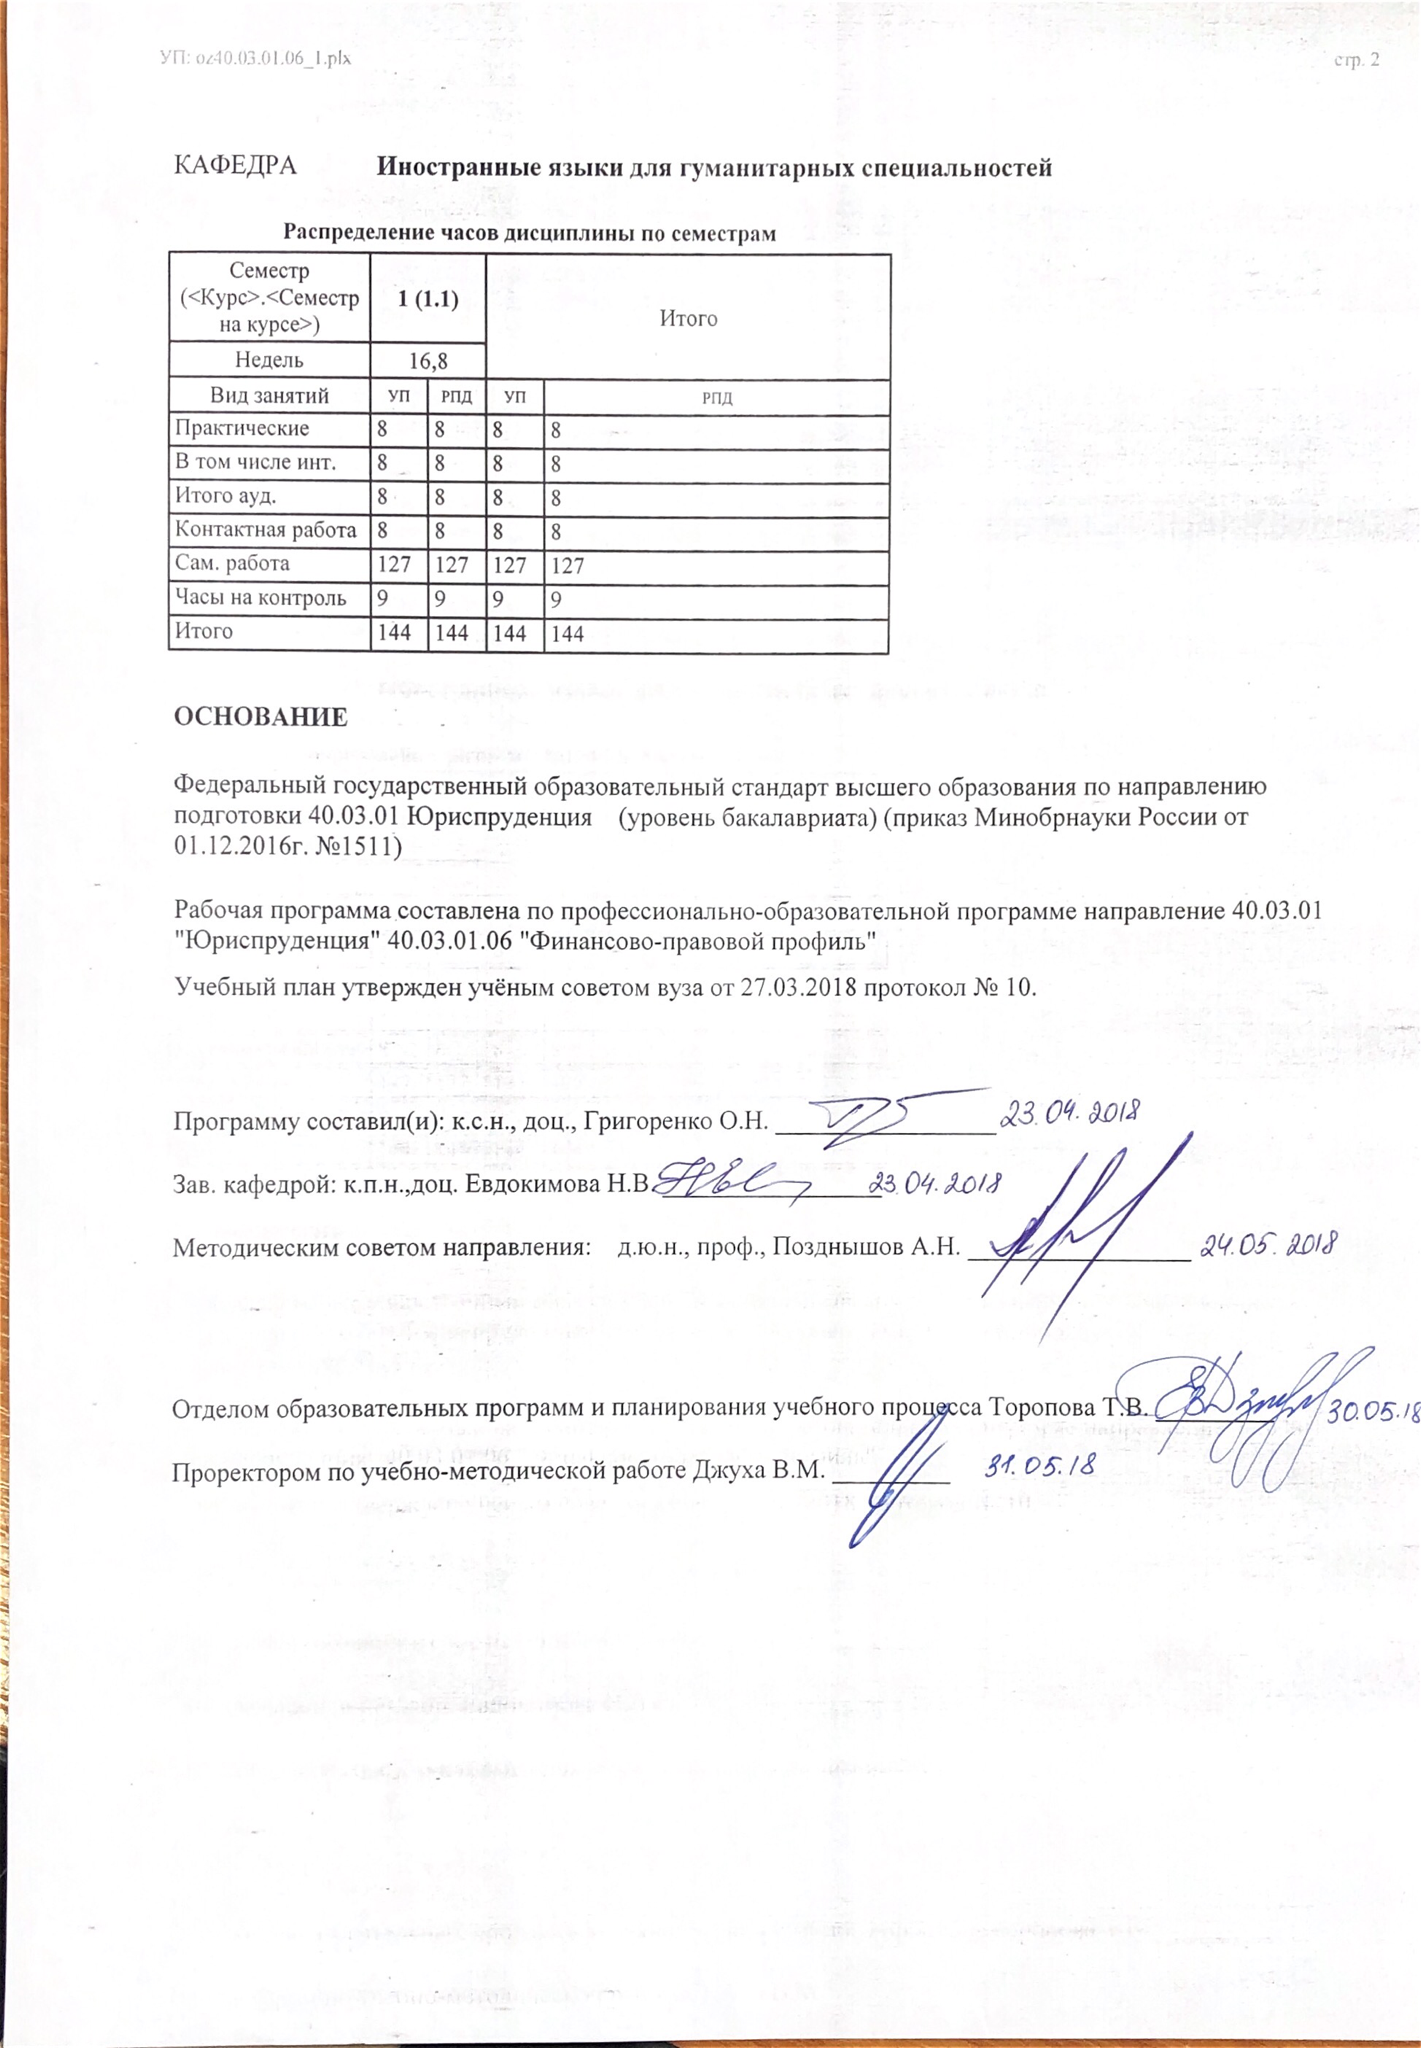 УП: oz40.03.01.06_1.plx стр. 2
КАФЕДРА Иностранные языки для гуманитарных специальностей
Распределение часов дисциплины по семестрам
Семестр
(<Курс>.<Семестр
на курсе>)
1 (1.1)
Итого
Недель 16,8
Вид занятий УП РПД УП РПД
Практические 8 8 8 8
В том числе инт. 8 8 8 8
Итого ауд. 8 8 8 8
Контактная работа 8 8 8 8
Сам. работа 127 127 127 127
Часы на контроль 9 9 9 9
Итого 144 144 144 144
ОСНОВАНИЕ
Федеральный государственный образовательный стандарт высшего образования по направлению
подготовки 40.03.01 Юриспруденция (уровень бакалавриата) (приказ Минобрнауки России от
01.12.2016г. №1511)
Рабочая программа составлена по профессионально-образовательной программе направление 40.03.01
"Юриспруденция" 40.03.01.06 "Финансово-правовой профиль"
Учебный план утвержден учёным советом вуза от 27.03.2018 протокол № 10.
Программу составил(и): к.с.н., доц., Григоренко О.Н. 23.04.2018
Зав. кафедрой: к.п.н.,доц. Евдокимова Н.В. 23.04.2018
Методическим советом направления: д.ю.н., проф., Позднышов А.Н. 24.05.2018
Отделом образовательных программ и планирования учебного процесса Торопова Т.В. 30.05.18
Проректором по учебно-методической работе Джуха В.М. 31.05.18